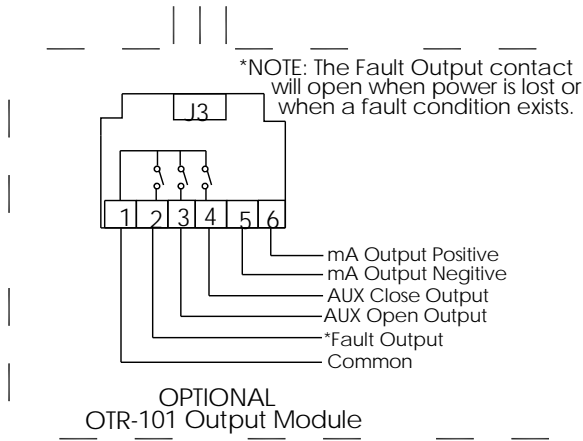 *NOTE: The Fault Output contact
will open when power is lost or
when a fault condition exists.
J3
1 2 3 4 5 6
mA Output Positive
mA Output Negitive
AUX Close Output
AUX Open Output
*Fault Output
Common
OPTIONAL
OTR-101 Output Module